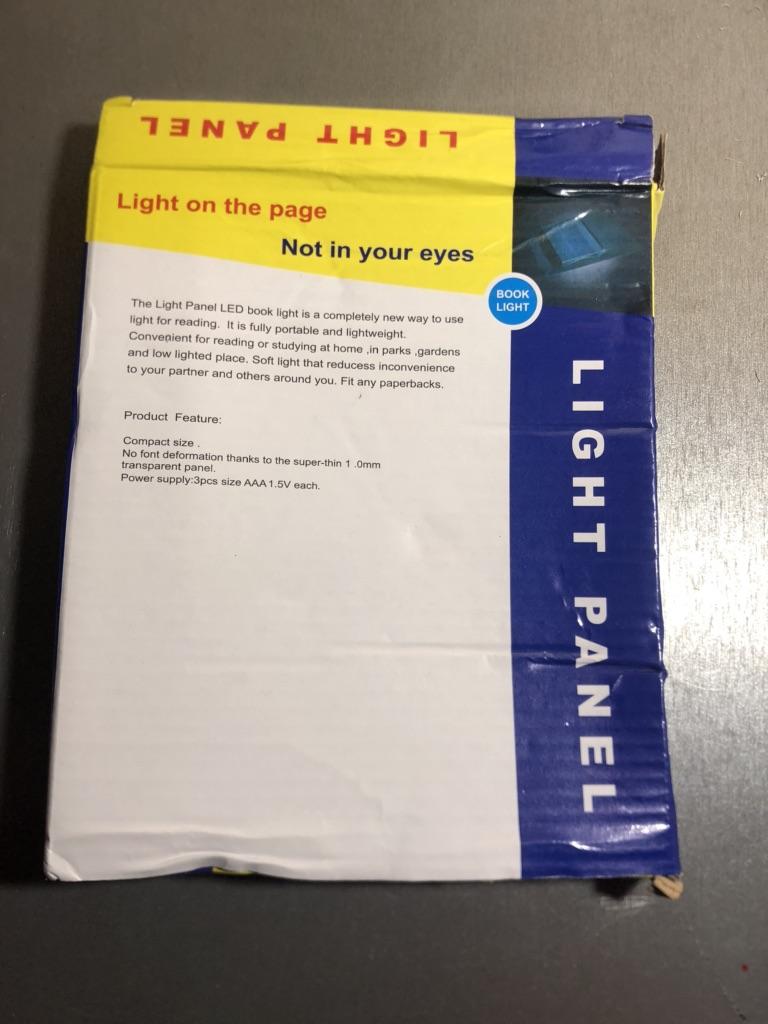 LIGHT PANEL
Light on the page
Not in your eyes
BOOK
LIGHT
The Light Panel LED book light is a completely new way to use
light for reading. It is fully portable and lightweight.
Convenient for reading or studying at home ,in parks ,gardens
and low lighted place. Soft light that reducess inconvenience
to your partner and others around you. Fit any paperbacks.
Product Feature:
Compact size .
No font deformation thanks to the super-thin 1 .0mm
transparent panel.
Power supply:3pcs size AAA1.5V each.
LIGHT PANEL